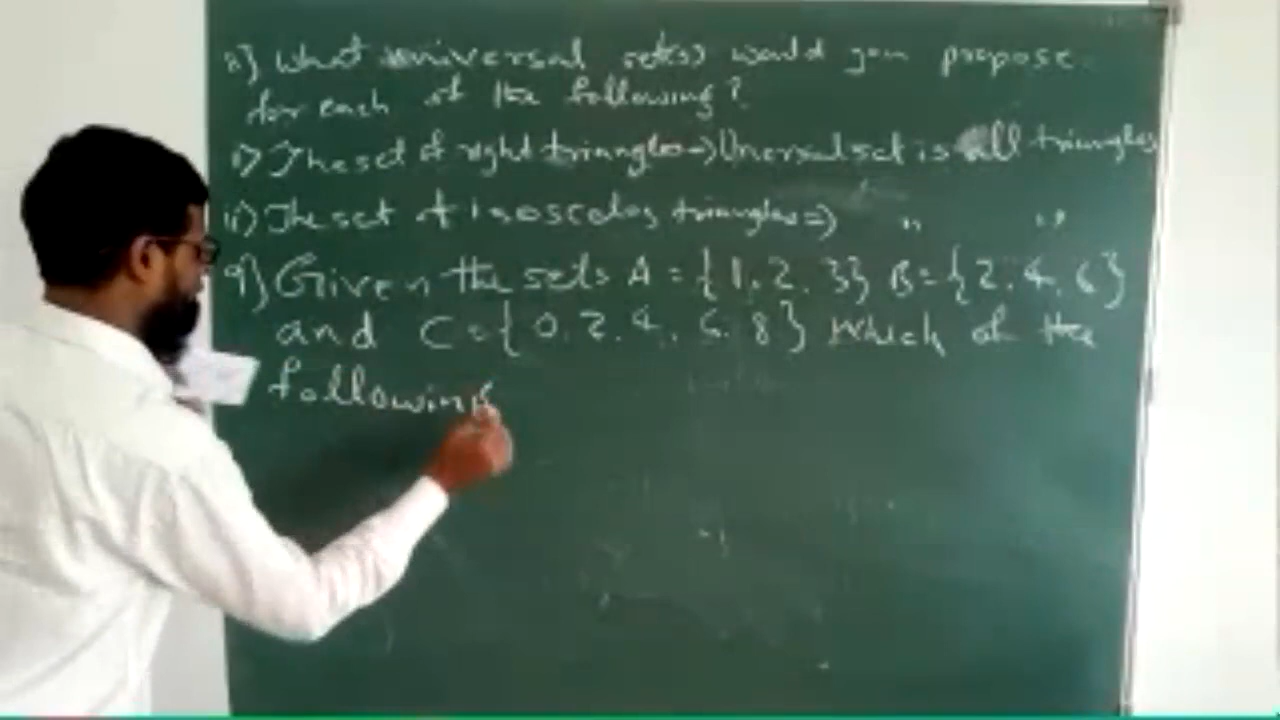 8} What universal set(s) would you propose
for each of the following?
i) The set of right triangles => Unersal set is all triangles
ii) The set of Isosceles triangles => " "
9} Given the sets A = {1, 2, 3} B = {2, 4, 6}
and C = {0, 2, 4, 6, 8} Which of the
following